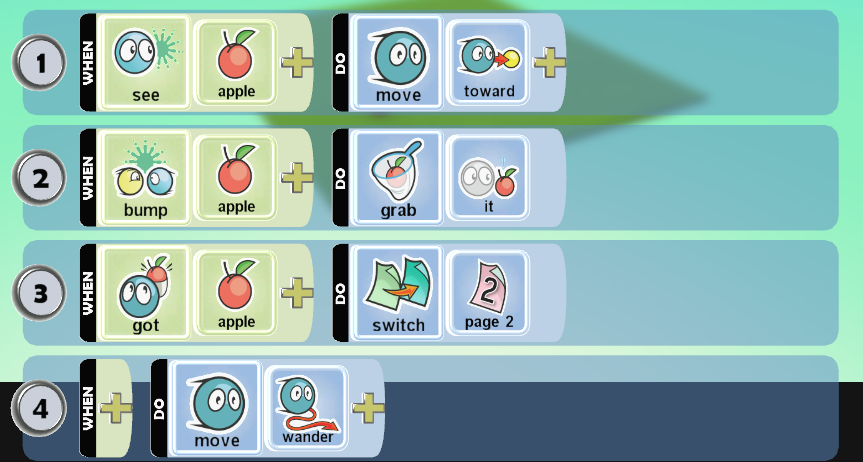 1 WHEN see apple DO move toward
2 WHEN bump apple DO grab it
3 WHEN got apple DO switch 2 page 2
4 WHEN DO move wander